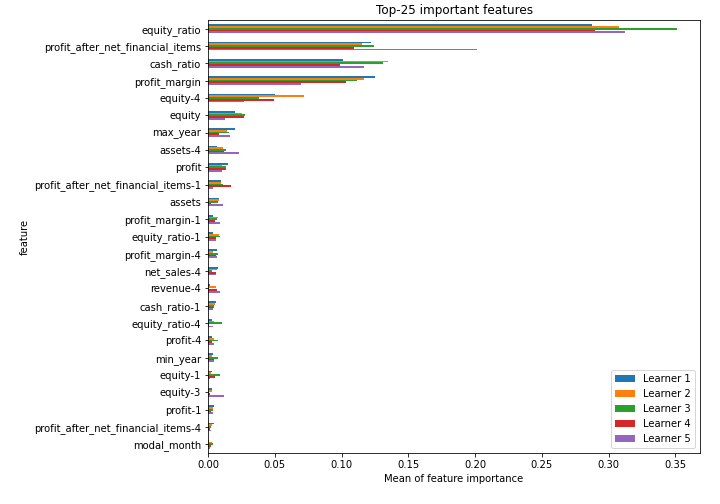 Top-25 important features
equity_ratio
profit_after_net_financial_items
cash_ratio
profit_margin
equity-4
equity
max_year
assets-4
profit
profit_after_net_financial_items-1
assets
profit_margin-1
equity_ratio-1
profit_margin-4
net_sales-4
revenue-4
cash_ratio-1
equity_ratio-4
profit-4
min_year
equity-1
equity-3
profit-1
profit_after_net_financial_items-4
modal_month
feature
Learner 1
Learner 2
Learner 3
Learner 4
Learner 5
0.00 0.05 0.10 0.15 0.20 0.25 0.30 0.35
Mean of feature importance